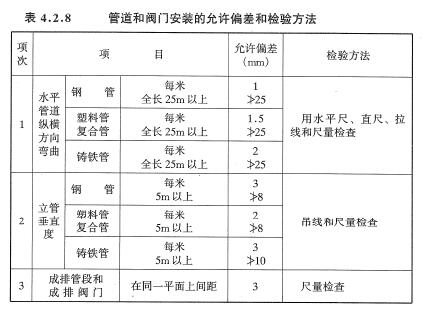 表 4.2.8 管道和阀门安装的允许偏差和检验方法
项次 项 目 允许偏差(mm) 检验方法
1 水平管道纵横方向弯曲 钢 管 每米 1
全长 25m 以上 ≯25
塑料管复合管 每米 1.5
全长 25m 以上 ≯25
铸铁管 每米 2
全长 25m 以上 ≯25
用水平尺、直尺、拉线和尺量检查
2 立管垂直度 钢 管 每米 3
5m 以上 ≯8
塑料管复合管 每米 2
5m 以上 ≯8
铸铁管 每米 3
5m 以上 ≯10
吊线和尺量检查
3 成排管段和成排阀门 在同一平面上间距 3 尺量检查